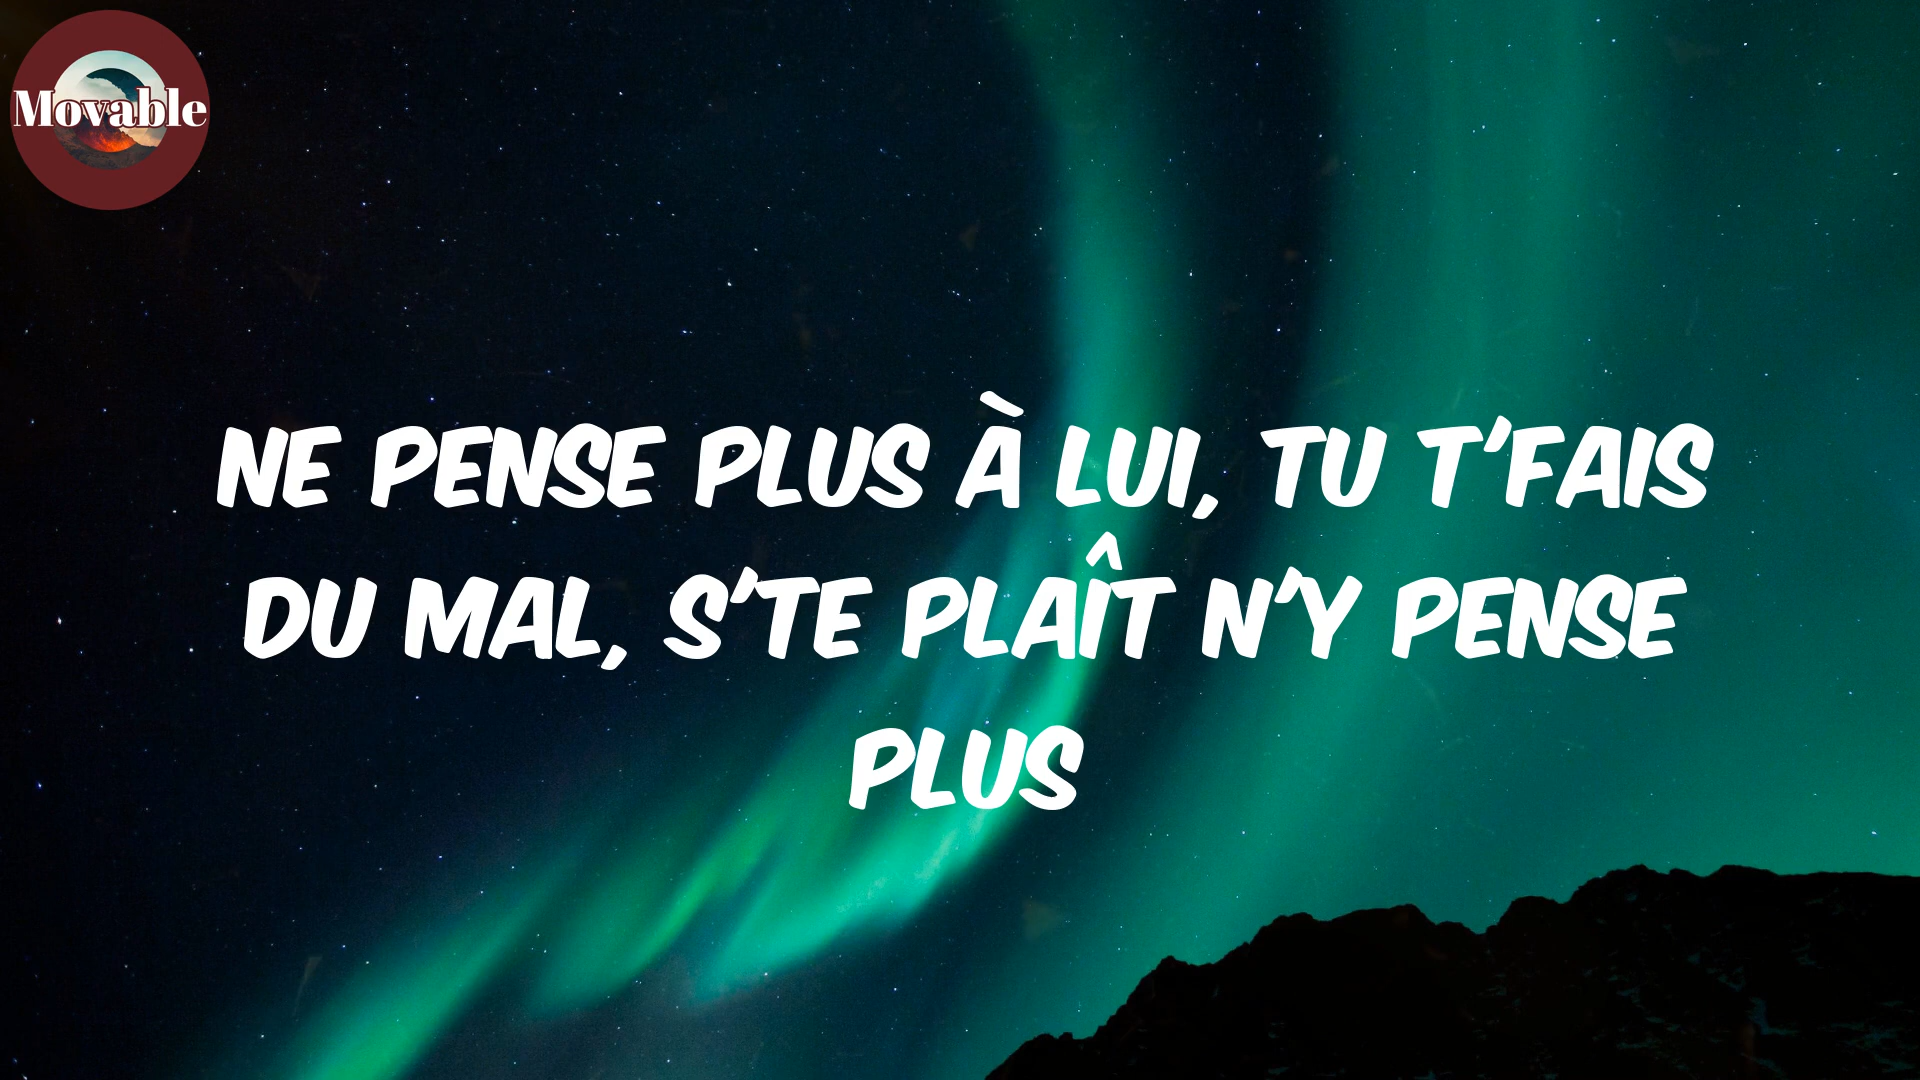 Movable
NE PENSE PLUS À LUI, TU T'FAIS
DU MAL, S'TE PLAÎT N'Y PENSE
PLUS